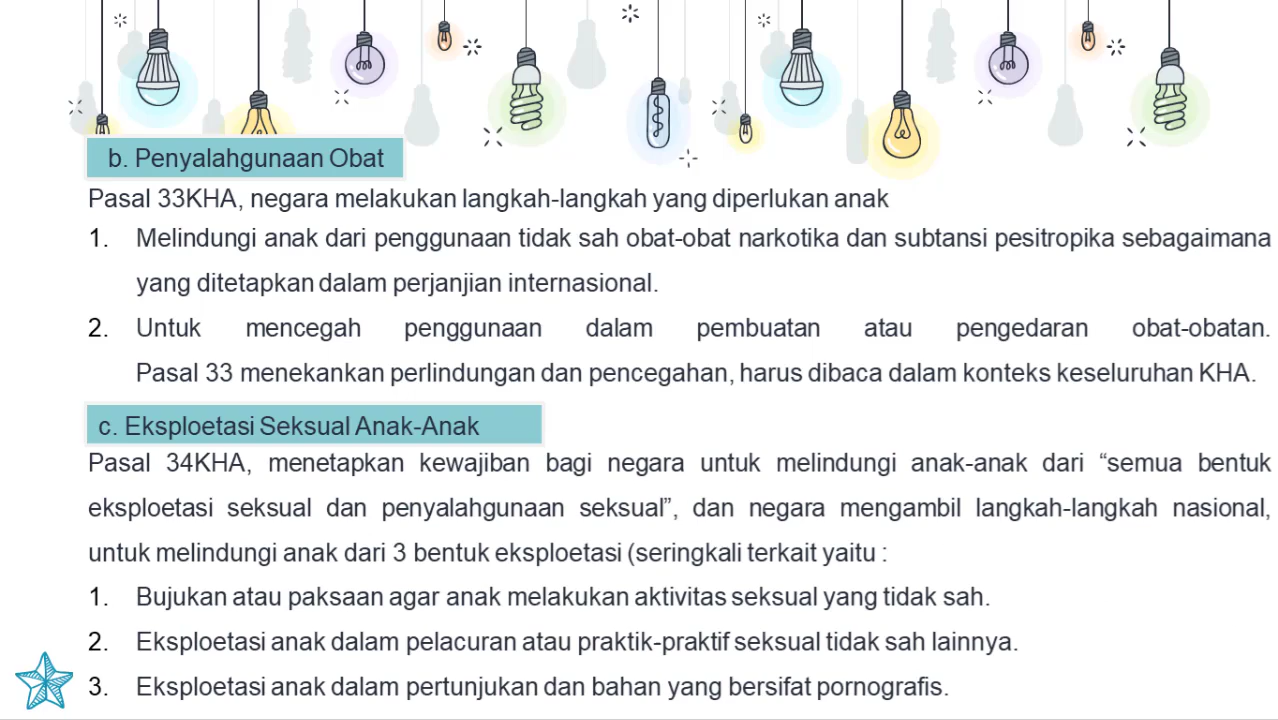 b. Penyalahgunaan Obat
Pasal 33KHA, negara melakukan langkah-langkah yang diperlukan anak
1. Melindungi anak dari penggunaan tidak sah obat-obat narkotika dan subtansi pesitropika sebagaimana
yang ditetapkan dalam perjanjian internasional.
2. Untuk mencegah penggunaan dalam pembuatan atau pengedaran obat-obatan.
Pasal 33 menekankan perlindungan dan pencegahan, harus dibaca dalam konteks keseluruhan KHA.
c. Eksploetasi Seksual Anak-Anak
Pasal 34KHA, menetapkan kewajiban bagi negara untuk melindungi anak-anak dari “semua bentuk
eksploetasi seksual dan penyalahgunaan seksual”, dan negara mengambil langkah-langkah nasional,
untuk melindungi anak dari 3 bentuk eksploetasi (seringkali terkait yaitu :
1. Bujukan atau paksaan agar anak melakukan aktivitas seksual yang tidak sah.
2. Eksploetasi anak dalam pelacuran atau praktik-praktif seksual tidak sah lainnya.
3. Eksploetasi anak dalam pertunjukan dan bahan yang bersifat pornografis.